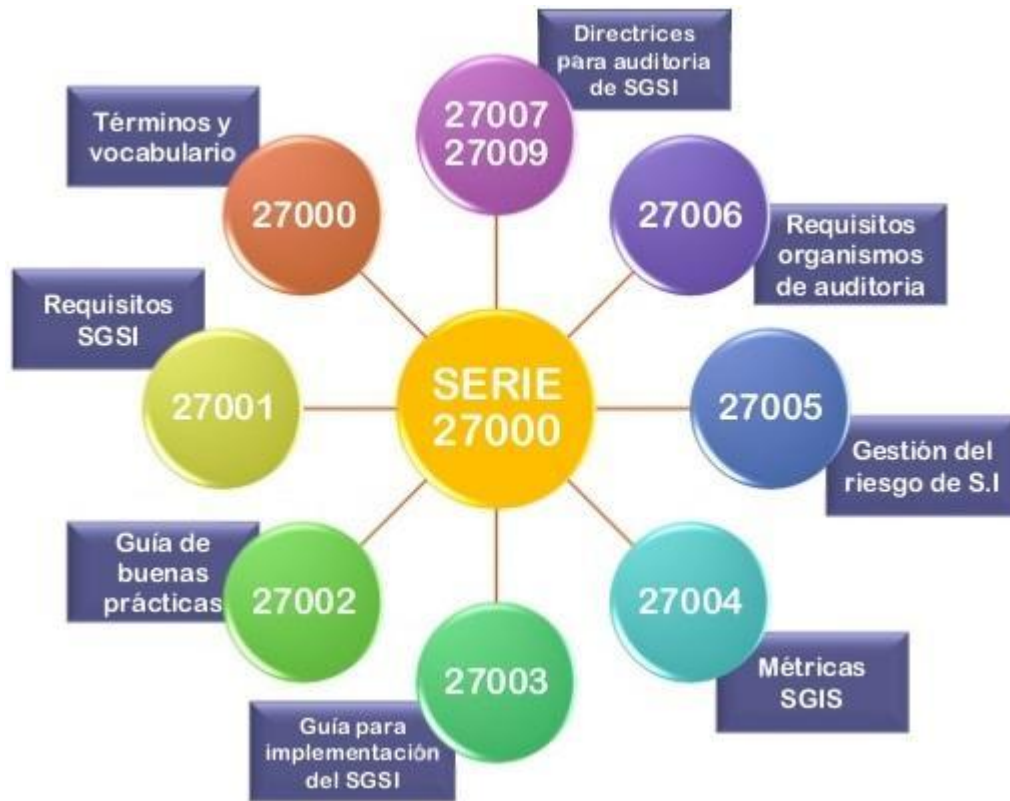 Directrices
para auditoria
de SGSI
27007
27009
Términos y
vocabulario
27000
27006
Requisitos
organismos
de auditoria
Requisitos
SGSI
27001
SERIE
27000
27005
Gestión del
riesgo de S.I
Guía de
buenas
prácticas
27002
27004
Métricas
SGIS
27003
Guía para
implementación
del SGSI